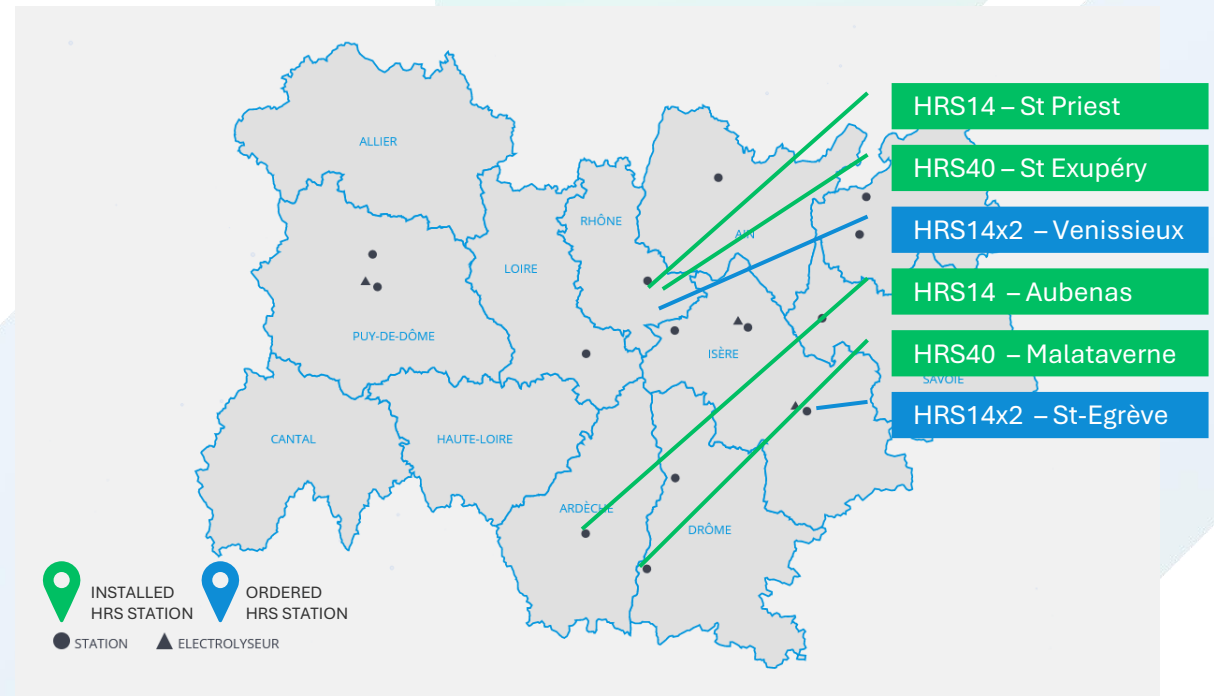 HRS14 – St Priest
ALLIER
HRS40 – St Exupéry
RHÔNE
HRS14x2 – Venissieux
AIN
LOIRE
HRS14 – Aubenas
PUY-DE-DÔME
ISÈRE
HRS40 – Malataverne
SAVOIE
HRS14x2 – St-Egrève
CANTAL
HAUTE-LOIRE
ARDÈCHE
DRÔME
INSTALLED
HRS STATION
ORDERED
HRS STATION
STATION
ELECTROLYSEUR